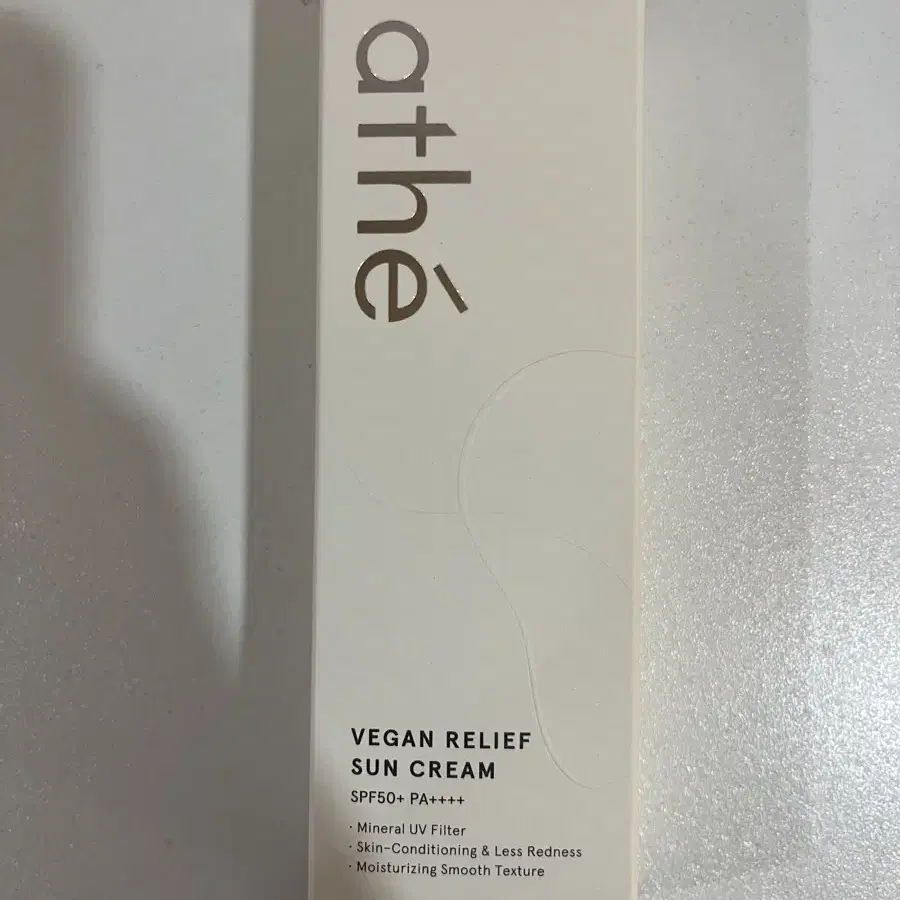 athé
VEGAN RELIEF
SUN CREAM
SPF50+ PA++++
· Mineral UV Filter
· Skin-Conditioning & Less Redness
· Moisturizing Smooth Texture